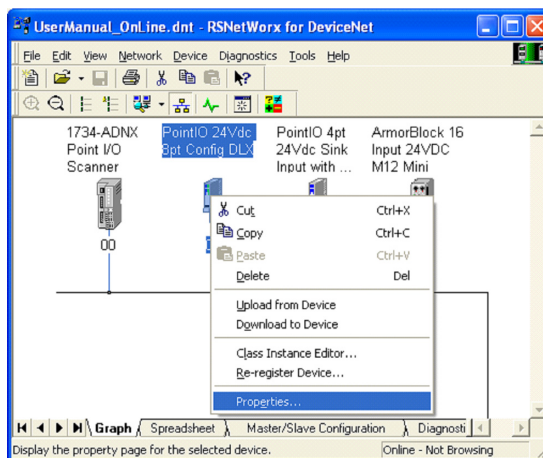 UserManual_OnLine.dnt - RSNetWorx for DeviceNet
File Edit View Network Device Diagnostics Tools Help
1734-ADNX
Point I/O
Scanner
PointIO 24Vdc
8pt Config DLX
PointIO 4pt
24Vdc Sink
Input with ...
ArmorBlock 16
Input 24VDC
M12 Mini
00
Cut Ctrl+X
Copy Ctrl+C
Paste Ctrl+V
Delete Del
Upload from Device
Download to Device
Class Instance Editor...
Re-register Device...
Properties...
Graph Spreadsheet Master/Slave Configuration Diagnosti
Display the property page for the selected device. Online - Not Browsing